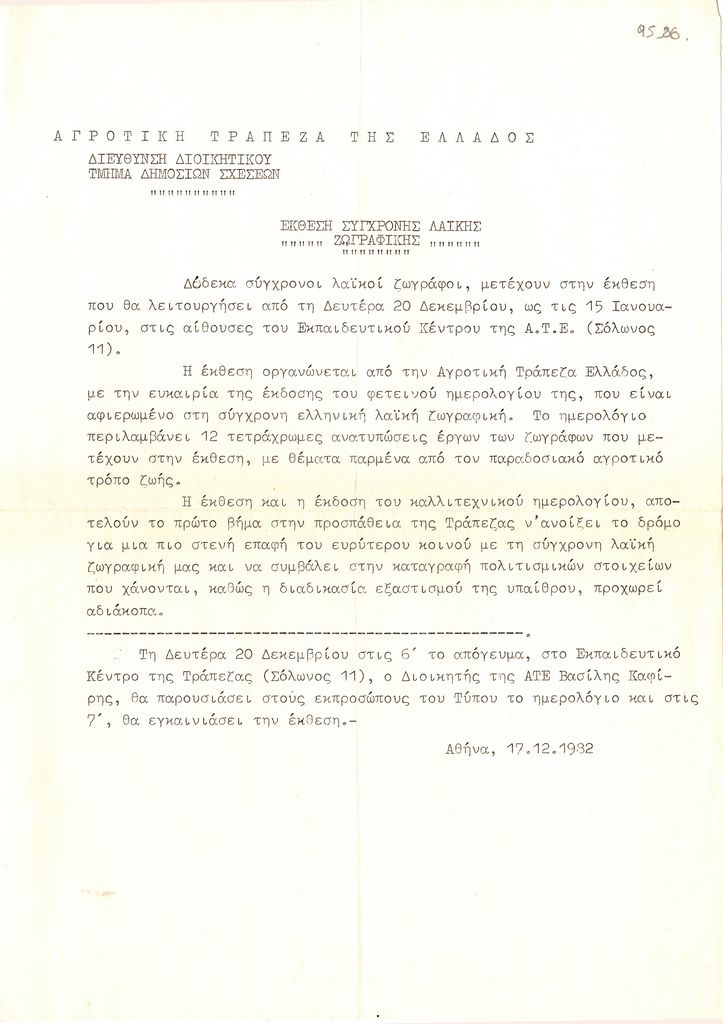 95 26.
Α Γ Ρ Ο Τ Ι Κ Η   Τ Ρ Α Π Ε Ζ Α   Τ Η Σ   Ε Λ Λ Α Δ Ο Σ
ΔΙΕΥΘΥΝΣΗ ΔΙΟΙΚΗΤΙΚΟΥ
ΤΜΗΜΑ ΔΗΜΟΣΙΩΝ ΣΧΕΣΕΩΝ
""""""""""
ΕΚΘΕΣΗ ΣΥΓΧΡΟΝΗΣ ΛΑΙΚΗΣ
""""" ΖΩΓΡΑΦΙΚΗΣ """"""
""""""""
Δώδεκα σύγχρονοι λαϊκοί ζωγράφοι, μετέχουν στην έκθεση
που θα λειτουργήσει από τη Δευτέρα 20 Δεκεμβρίου, ως τις 15 Ιανουα-
ρίου, στις αίθουσες του Εκπαιδευτικού Κέντρου της Α.Τ.Ε. (Σόλωνος
11).
Η έκθεση οργανώνεται από την Αγροτική Τράπεζα Ελλάδος,
με την ευκαιρία της έκδοσης του φετεινού ημερολογίου της, που είναι
αφιερωμένο στη σύγχρονη ελληνική λαϊκή ζωγραφική. Το ημερολόγιο
περιλαμβάνει 12 τετράχρωμες ανατυπώσεις έργων των ζωγράφων που με-
τέχουν στην έκθεση, με θέματα παρμένα από τον παραδοσιακό αγροτικό
τρόπο ζωής.
Η έκθεση και η έκδοση του καλλιτεχνικού ημερολογίου, απο-
τελούν το πρώτο βήμα στην προσπάθεια της Τράπεζας ν'ανοίξει το δρόμο
για μια πιο στενή επαφή του ευρύτερου κοινού με τη σύγχρονη λαϊκή
ζωγραφική μας και να συμβάλει στην καταγραφή πολιτισμικών στοιχείων
που χάνονται, καθώς η διαδικασία εξαστισμού της υπαίθρου, προχωρεί
αδιάκοπα.
--------------------------------------------------.
Τη Δευτέρα 20 Δεκεμβρίου στις 6΄ το απόγευμα, στο Εκπαιδευτικό
Κέντρο της Τράπεζας (Σόλωνος 11), ο Διοικητής της ΑΤΕ Βασίλης Καφί-
ρης, θα παρουσιάσει στούς εκπροσώπους του Τύπου το ημερολόγιο και στις
7΄, θα εγκαινιάσει την έκθεση.-
Αθήνα, 17.12.1982